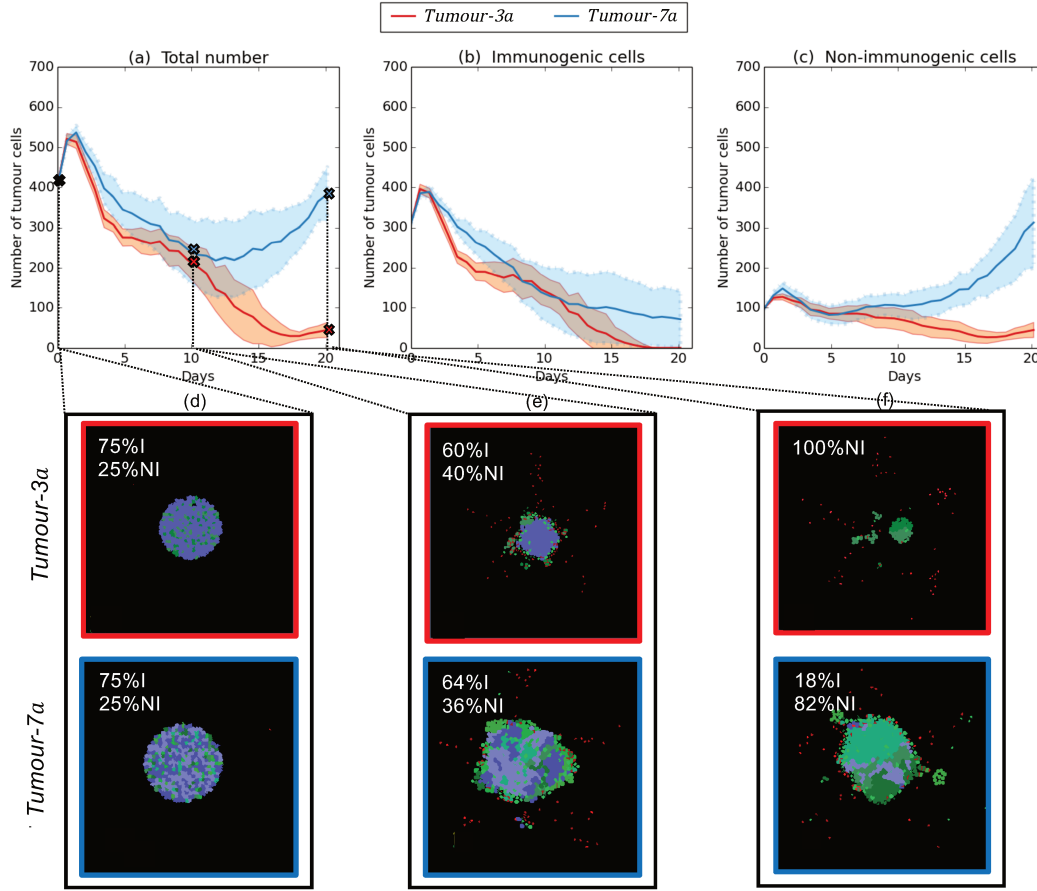 Tumour-3a Tumour-7a
(a) Total number
(b) Immunogenic cells
(c) Non-immunogenic cells
Number of tumour cells
700
600
500
400
300
200
100
0
0 5 10 15 20
Days
Number of tumour cells
700
600
500
400
300
200
100
0
0 5 10 15 20
Days
Number of tumour cells
700
600
500
400
300
200
100
0
0 5 10 15 20
Days
(d)
(e)
(f)
Tumour-3a
75%I
25%NI
60%I
40%NI
100%NI
Tumour-7a
75%I
25%NI
64%I
36%NI
18%I
82%NI